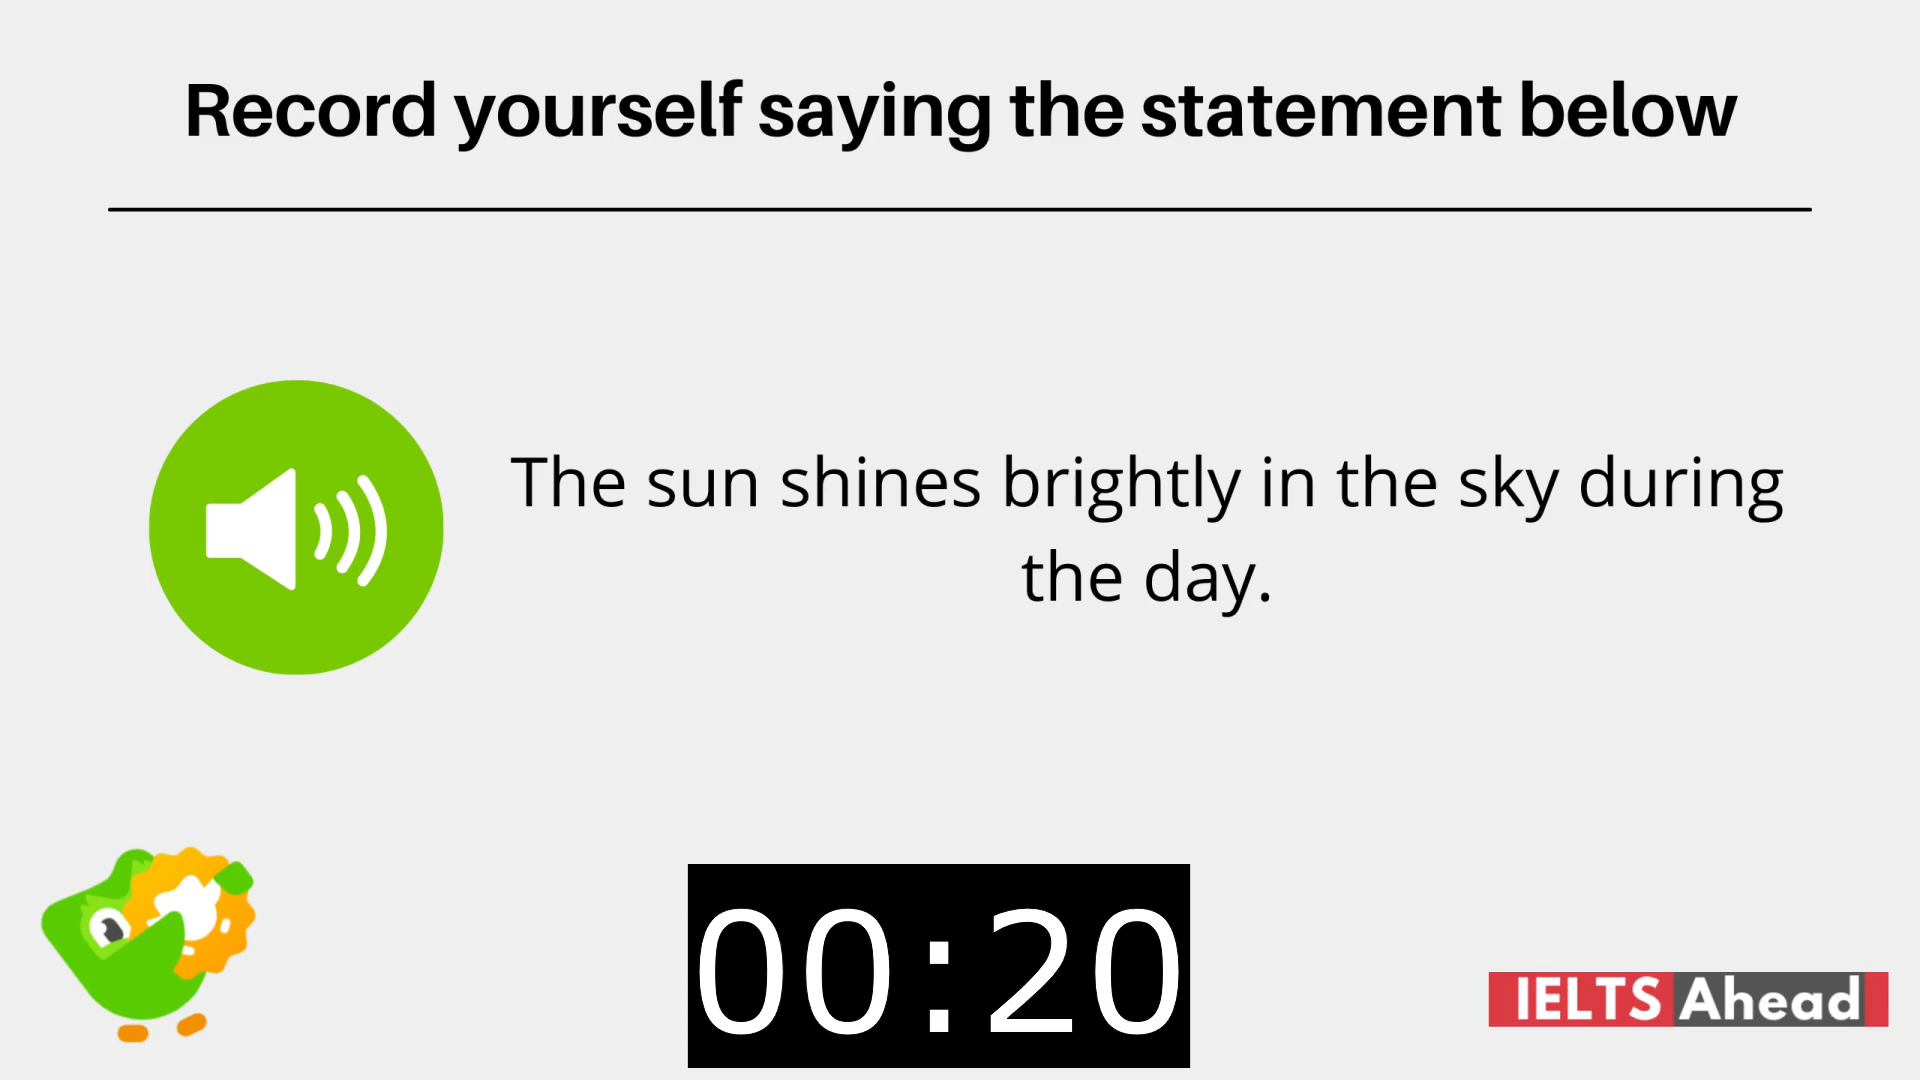 Record yourself saying the statement below
The sun shines brightly in the sky during
the day.
00:20
IELTS Ahead